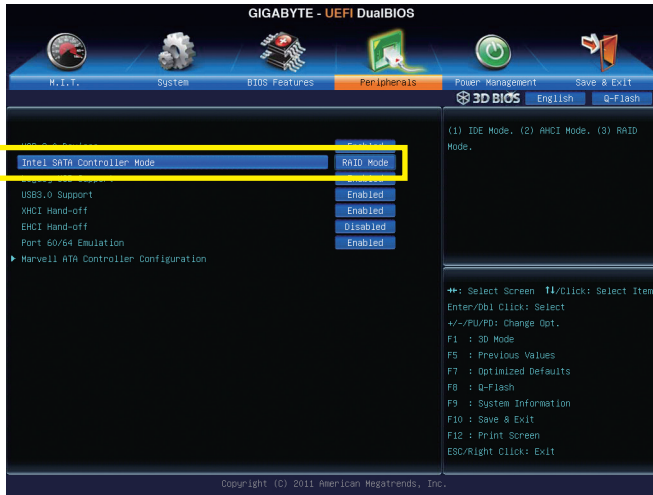 GIGABYTE - UEFI DualBIOS
M.I.T. System BIOS Features Peripherals Power Management Save & Exit
3D BIOS English Q-Flash
(1) IDE Mode. (2) AHCI Mode. (3) RAID
Mode.
Enabled
Intel SATA Controller Mode RAID Mode
Support Enabled
USB3.0 Support Enabled
XHCI Hand-off Enabled
EHCI Hand-off Disabled
Port 60/64 Emulation Enabled
Marvell ATA Controller Configuration
→←: Select Screen ↑↓/Click: Select Item
Enter/Dbl Click: Select
+/-/PU/PD: Change Opt.
F1 : 3D Mode
F5 : Previous Values
F7 : Optimized Defaults
F8 : Q-Flash
F9 : System Information
F10 : Save & Exit
F12 : Print Screen
ESC/Right Click: Exit
Copyright (C) 2011 American Megatrends, Inc.